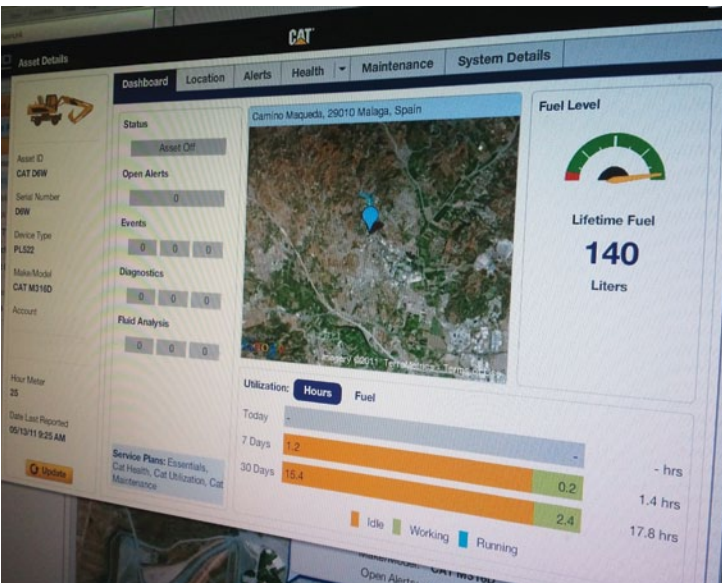 CAT
Asset Details
Dashboard Location Alerts Health Maintenance System Details
Asset ID
CAT D6W
Serial Number
D6W
Device Type
PL522
Make/Model
CAT M316D
Account
Hour Meter
25
Date Last Reported
05/13/11 9:25 AM
Update
Status
Asset Off
Open Alerts
0
Events
0 0 0
Diagnostics
0 0 0
Fluid Analysis
0 0 0
Service Plans: Essentials,
Cat Health, Cat Utilization, Cat
Maintenance
Camino Maqueda, 29010 Malaga, Spain
Imagery ©2011
Fuel Level
Lifetime Fuel
140
Liters
Utilization: Hours Fuel
Today - - - hrs
7 Days 1.2 0.2 1.4 hrs
30 Days 15.4 2.4 17.8 hrs
Idle Working Running
CAT M316D
Open